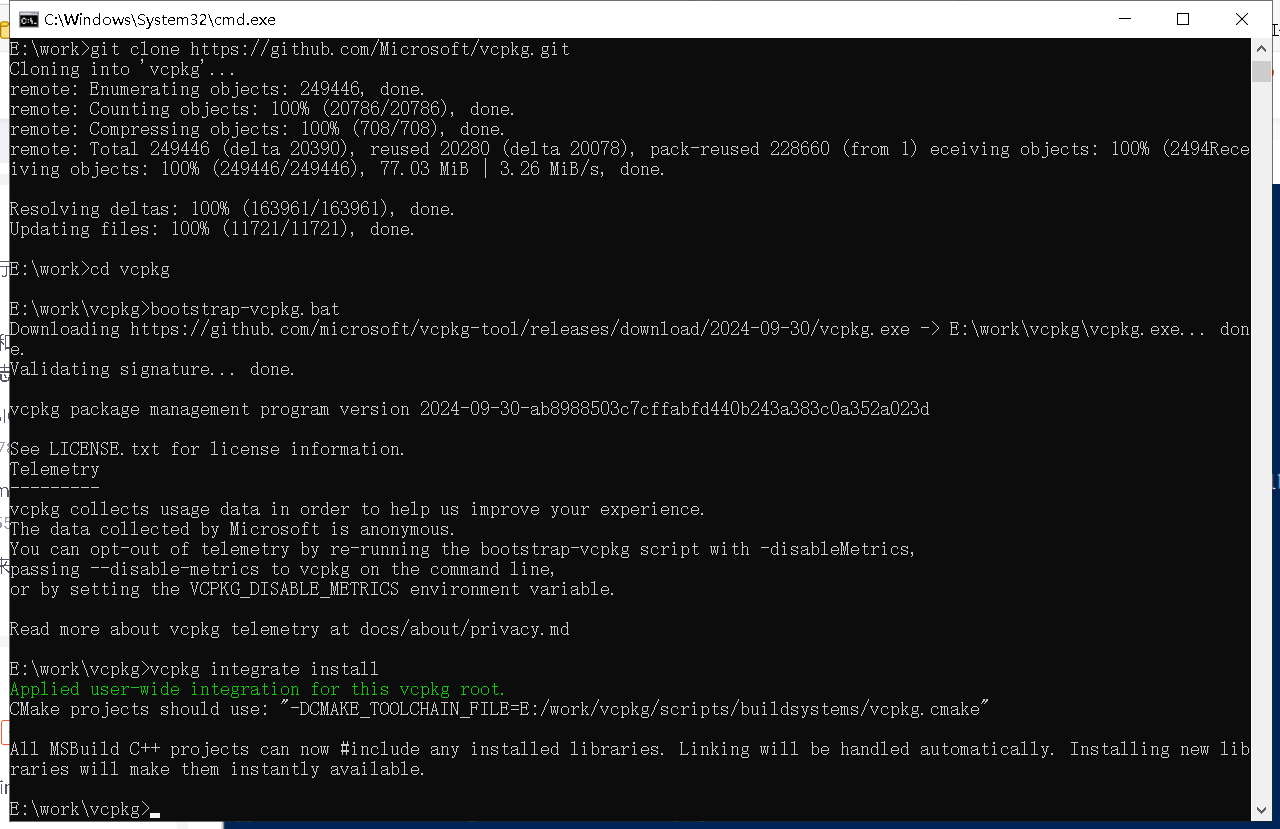 C:\Windows\System32\cmd.exe
E:\work>git clone https://github.com/Microsoft/vcpkg.git
Cloning into 'vcpkg'...
remote: Enumerating objects: 249446, done.
remote: Counting objects: 100% (20786/20786), done.
remote: Compressing objects: 100% (708/708), done.
remote: Total 249446 (delta 20390), reused 20280 (delta 20078), pack-reused 228660 (from 1) eceiving objects: 100% (2494Rece
iving objects: 100% (249446/249446), 77.03 MiB | 3.26 MiB/s, done.
Resolving deltas: 100% (163961/163961), done.
Updating files: 100% (11721/11721), done.
E:\work>cd vcpkg
E:\work\vcpkg>bootstrap-vcpkg.bat
Downloading https://github.com/microsoft/vcpkg-tool/releases/download/2024-09-30/vcpkg.exe -> E:\work\vcpkg\vcpkg.exe... don
e.
Validating signature... done.
vcpkg package management program version 2024-09-30-ab8988503c7cffabfd440b243a383c0a352a023d
See LICENSE.txt for license information.
Telemetry
---------
vcpkg collects usage data in order to help us improve your experience.
The data collected by Microsoft is anonymous.
You can opt-out of telemetry by re-running the bootstrap-vcpkg script with -disableMetrics,
passing --disable-metrics to vcpkg on the command line,
or by setting the VCPKG_DISABLE_METRICS environment variable.
Read more about vcpkg telemetry at docs/about/privacy.md
E:\work\vcpkg>vcpkg integrate install
Applied user-wide integration for this vcpkg root.
CMake projects should use: "-DCMAKE_TOOLCHAIN_FILE=E:/work/vcpkg/scripts/buildsystems/vcpkg.cmake"
All MSBuild C++ projects can now #include any installed libraries. Linking will be handled automatically. Installing new lib
raries will make them instantly available.
E:\work\vcpkg>